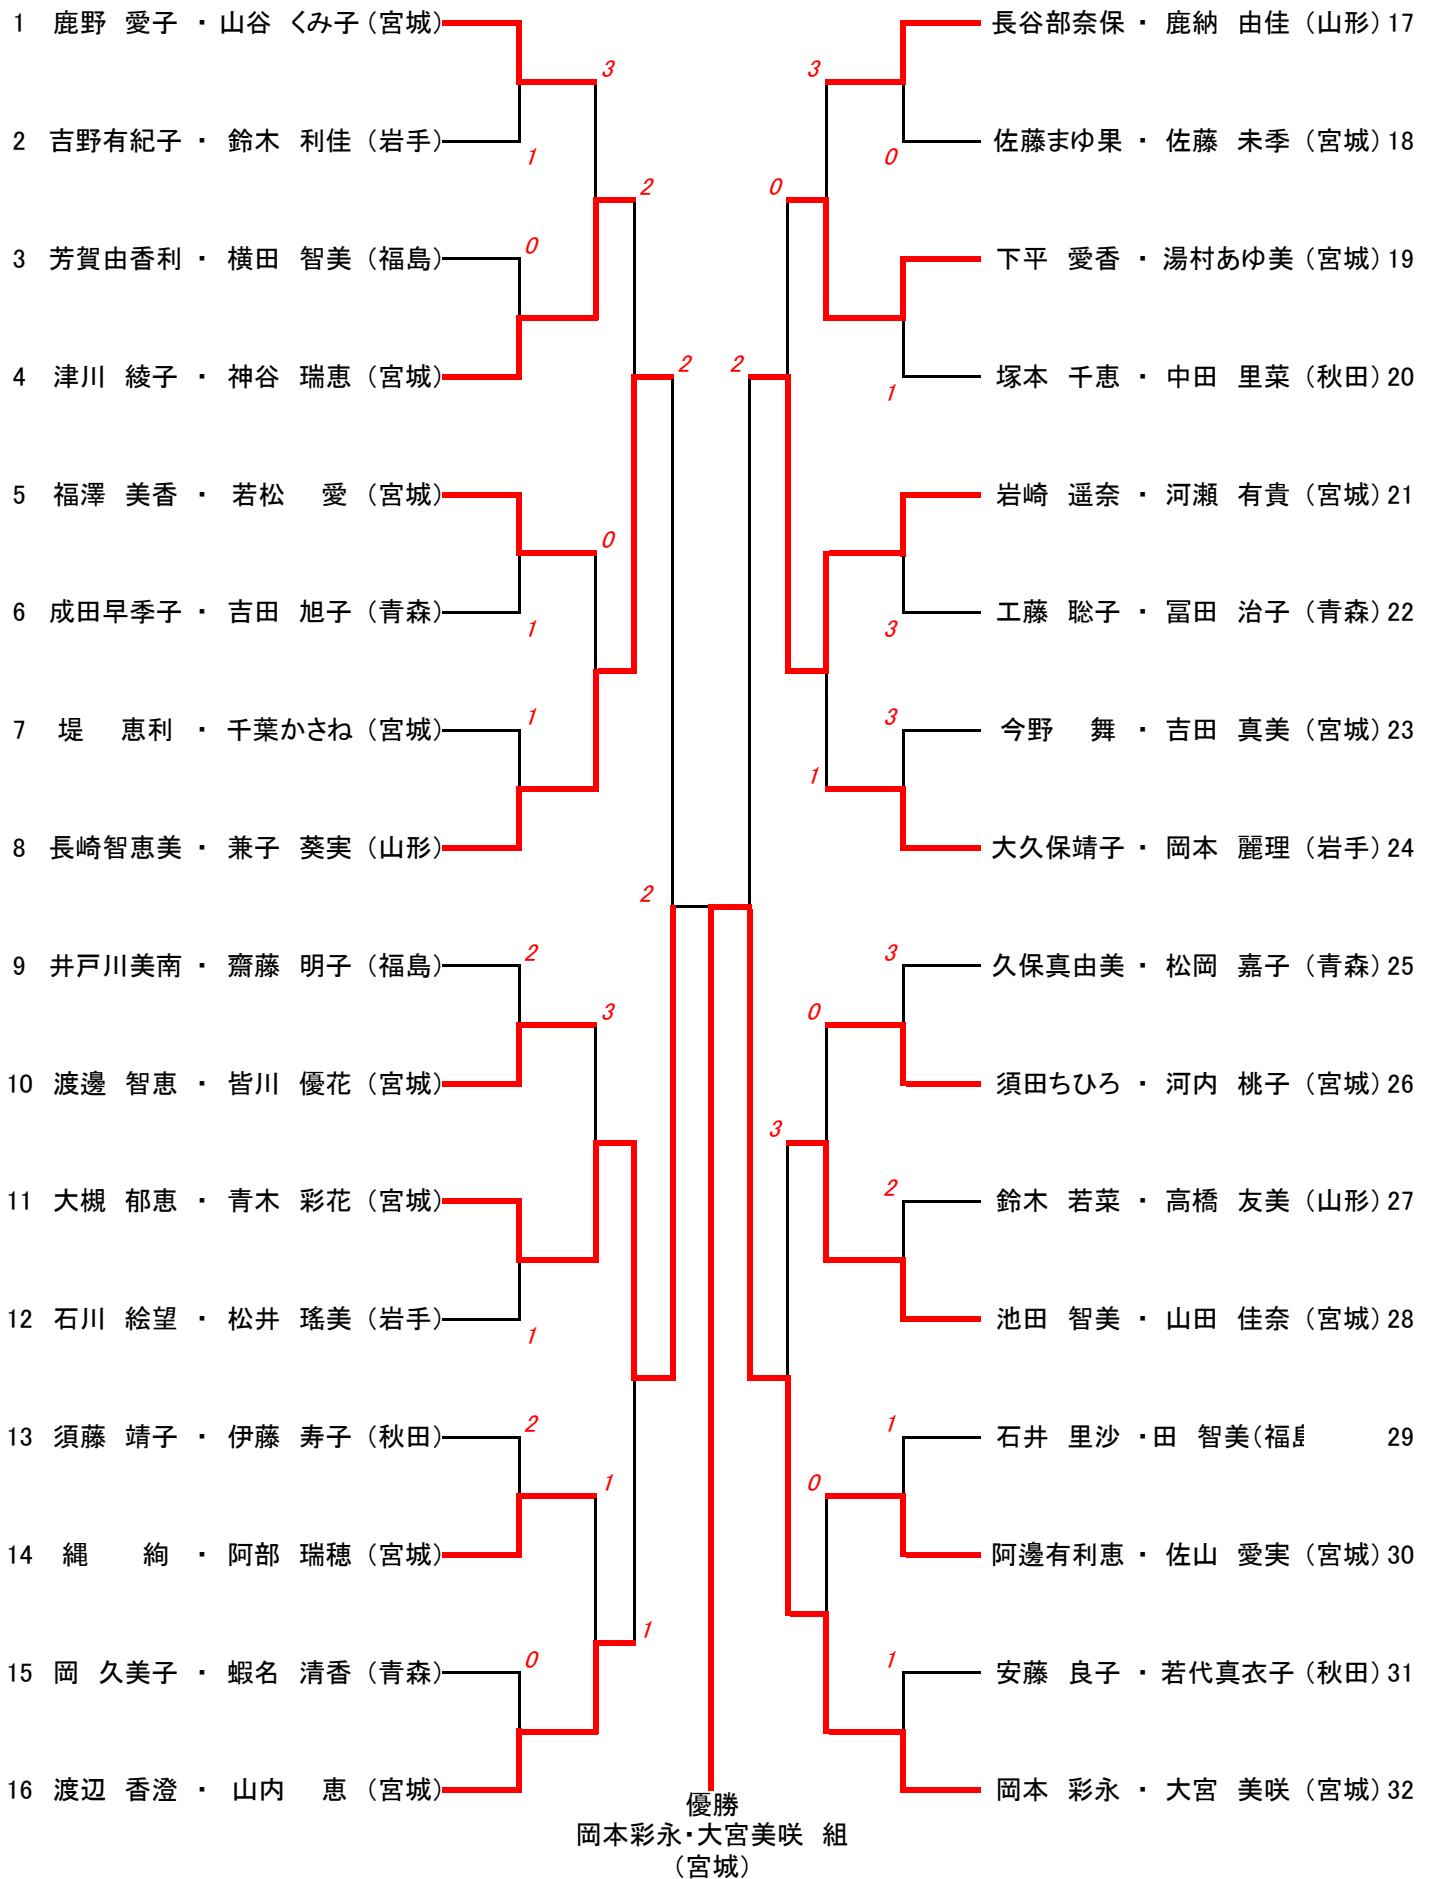 1 鹿野 愛子 ・ 山谷 くみ子 (宮城)
3
1
2 吉野有紀子 ・ 鈴木 利佳 (岩手)
2
3 芳賀由香利 ・ 横田 智美 (福島)
0
4 津川 綾子 ・ 神谷 瑞恵 (宮城)
2
5 福澤 美香 ・ 若松 愛 (宮城)
0
6 成田早季子 ・ 吉田 旭子 (青森)
1
7 堤 恵利 ・ 千葉かさね (宮城)
1
8 長崎智恵美 ・ 兼子 葵実 (山形)
2
9 井戸川美南 ・ 齋藤 明子 (福島)
2
3
10 渡邊 智恵 ・ 皆川 優花 (宮城)
11 大槻 郁恵 ・ 青木 彩花 (宮城)
12 石川 絵望 ・ 松井 瑤美 (岩手)
1
13 須藤 靖子 ・ 伊藤 寿子 (秋田)
2
1
14 縄 絢 ・ 阿部 瑞穂 (宮城)
1
15 岡 久美子 ・ 蝦名 清香 (青森)
0
16 渡辺 香澄 ・ 山内 恵 (宮城)
長谷部奈保 ・ 鹿納 由佳 (山形) 17
3
佐藤まゆ果 ・ 佐藤 未季 (宮城) 18
0
0
下平 愛香 ・ 湯村あゆ美 (宮城) 19
2
塚本 千恵 ・ 中田 里菜 (秋田) 20
1
岩崎 遥奈 ・ 河瀬 有貴 (宮城) 21
工藤 聡子 ・ 冨田 治子 (青森) 22
3
3
今野 舞 ・ 吉田 真美 (宮城) 23
1
大久保靖子 ・ 岡本 麗理 (岩手) 24
3
久保真由美 ・ 松岡 嘉子 (青森) 25
0
須田ちひろ ・ 河内 桃子 (宮城) 26
3
2
鈴木 若菜 ・ 高橋 友美 (山形) 27
池田 智美 ・ 山田 佳奈 (宮城) 28
1
石井 里沙 ・田 智美(福島 29
0
阿邊有利恵 ・ 佐山 愛実 (宮城) 30
1
安藤 良子 ・ 若代真衣子 (秋田) 31
岡本 彩永 ・ 大宮 美咲 (宮城) 32
優勝
岡本彩永・大宮美咲 組
(宮城)